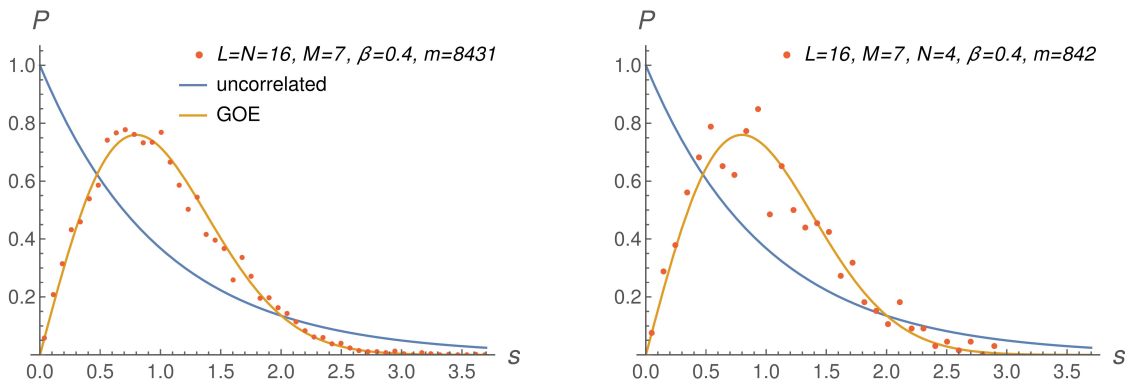 P
L=N=16, M=7, β=0.4, m=8431
uncorrelated
GOE
1.0
0.8
0.6
0.4
0.2
0.0 0.5 1.0 1.5 2.0 2.5 3.0 3.5 s
P
L=16, M=7, N=4, β=0.4, m=842
1.0
0.8
0.6
0.4
0.2
0.0 0.5 1.0 1.5 2.0 2.5 3.0 3.5 s